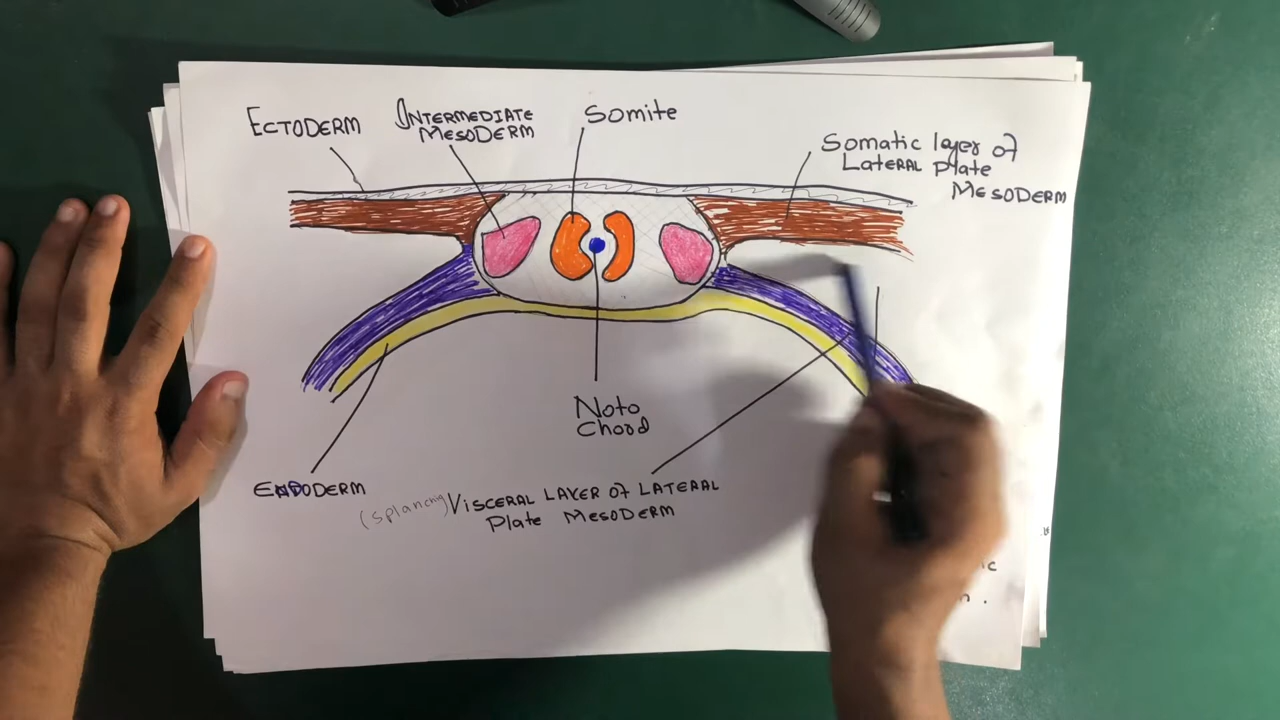 ECTODERM
INTERMEDIATE
MESODERM
Somite
Somatic layer of
LATERAL Plate
MESODERM
Noto
Chord
ENDODERM
(Splanchnic) VISCERAL LAYER Of LATERAL
Plate MESODERM